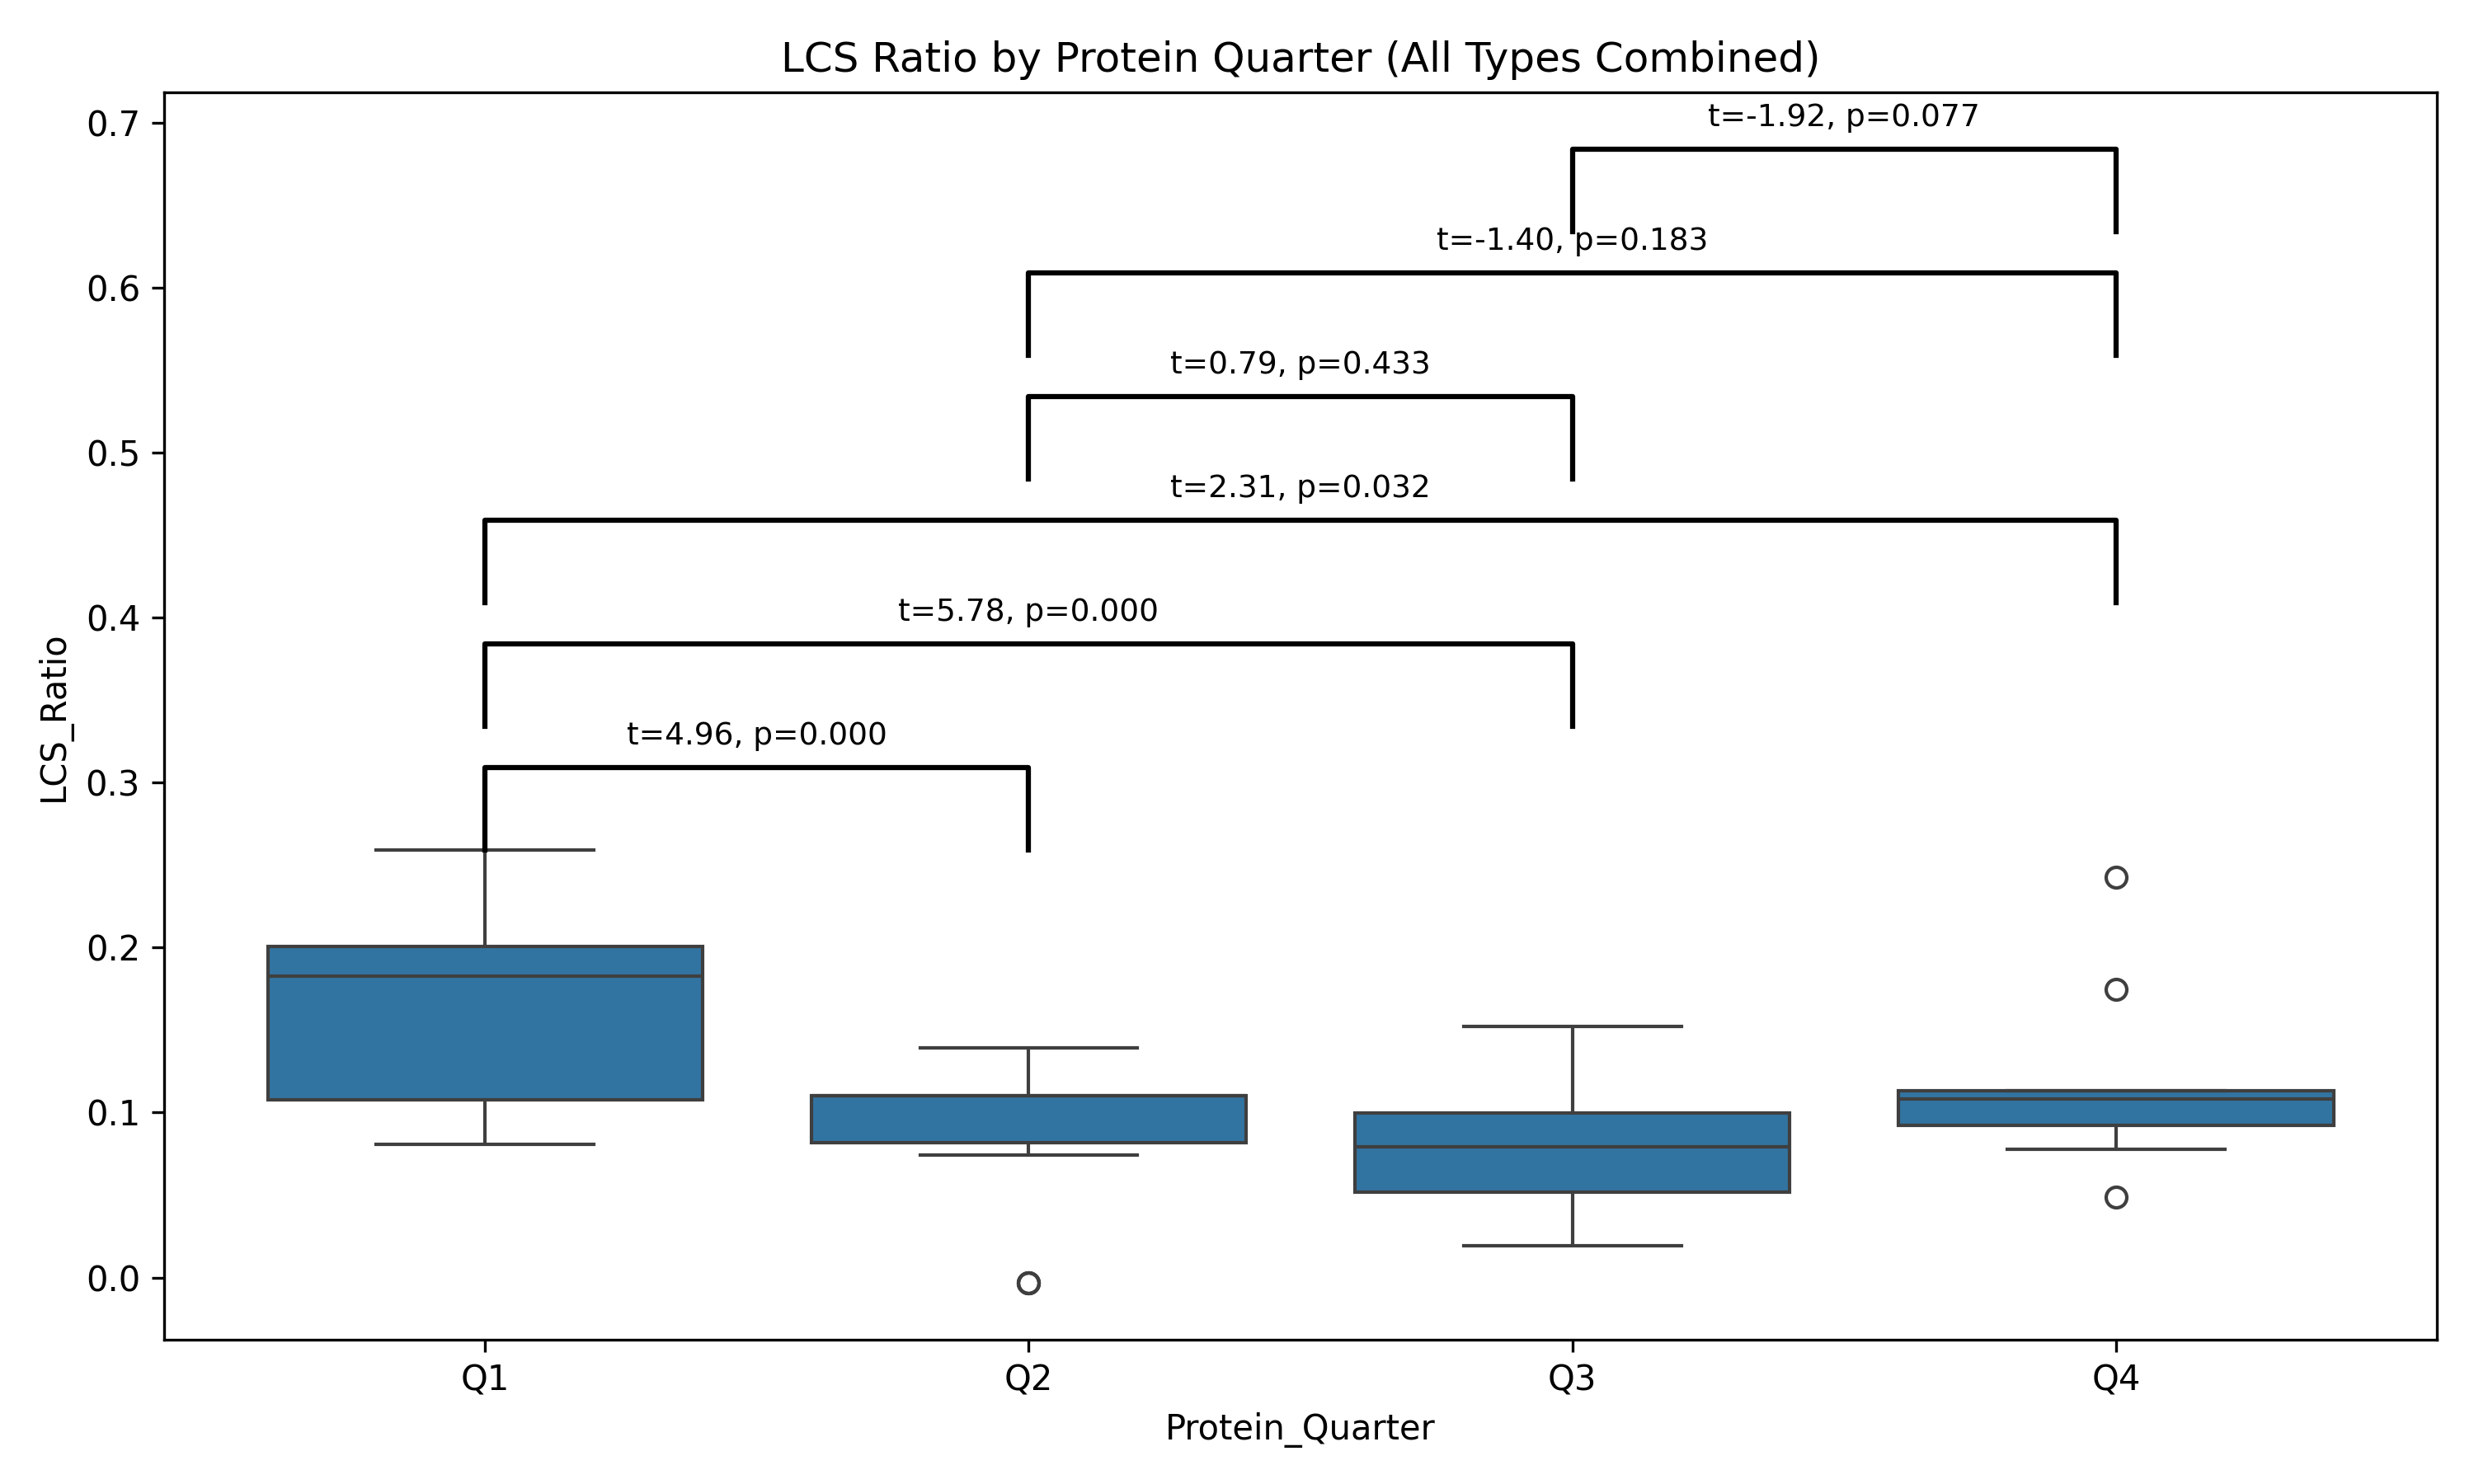 LCS Ratio by Protein Quarter (All Types Combined)
t=-1.92, p=0.077
0.7
t=-1.40, p=0.183
0.6
t=0.79, p=0.433
0.5
t=2.31, p=0.032
0.4
t=5.78, p=0.000
t=4.96, p=0.000
0.3
0.2
0.1
0.0
LCS_Ratio
Q1 Q2 Q3 Q4
Protein_Quarter